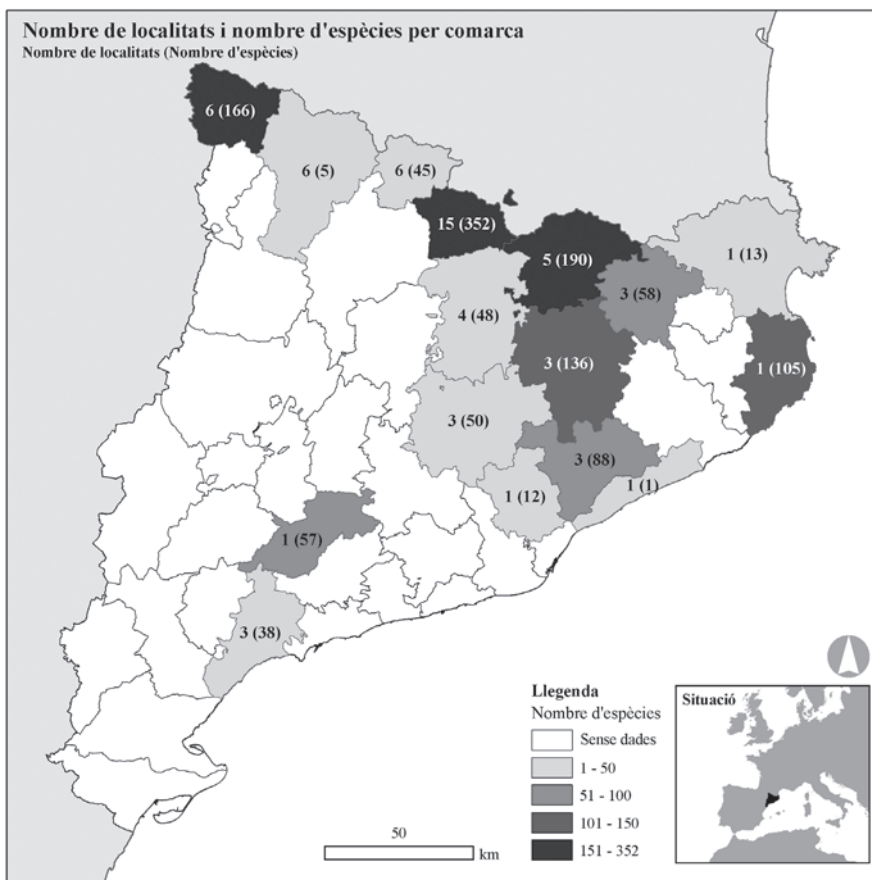 Nombre de localitats i nombre d'espècies per comarca
Nombre de localitats (Nombre d'espècies)
6 (166)
6 (5)
6 (45)
15 (352)
5 (190)
1 (13)
3 (58)
4 (48)
3 (136)
1 (105)
3 (50)
3 (88)
1 (12)
1 (1)
1 (57)
3 (38)
Llegenda
Nombre d'espècies
Sense dades
1 - 50
51 - 100
101 - 150
151 - 352
Situació
50
km